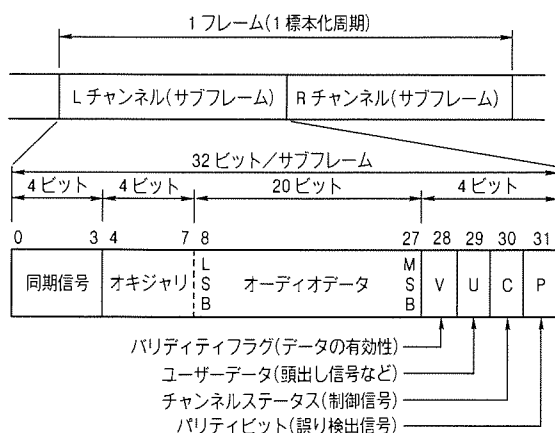 1 フレーム(1 標本化周期)
L チャンネル(サブフレーム) R チャンネル(サブフレーム)
32 ビット/サブフレーム
4 ビット 4 ビット 20 ビット 4 ビット
0 3 4 7 8 27 28 29 30 31
同期信号 オキジャリ LSB オーディオデータ MSB V U C P
バリディティフラグ(データの有効性)
ユーザーデータ(頭出し信号など)
チャンネルステータス(制御信号)
パリティビット(誤り検出信号)